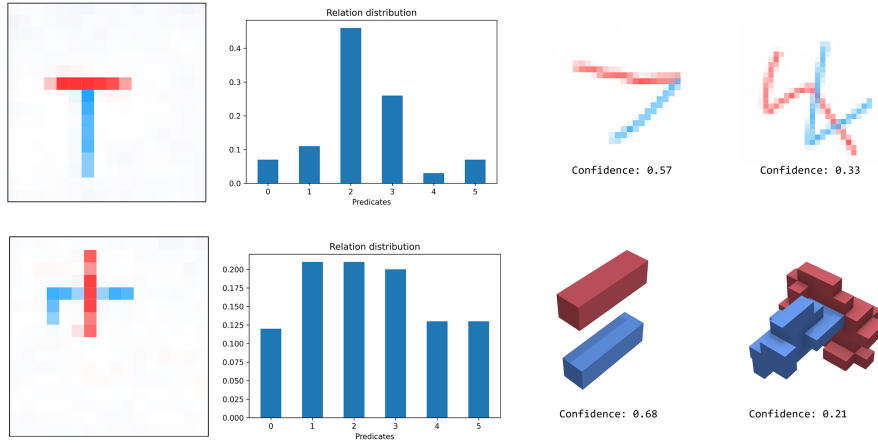 Relation distribution
0.4
0.3
0.2
0.1
0.0
0 1 2 3 4 5
Predicates
Confidence: 0.57
Confidence: 0.33
Relation distribution
0.200
0.175
0.150
0.125
0.100
0.075
0.050
0.025
0.000
0 1 2 3 4 5
Predicates
Confidence: 0.68
Confidence: 0.21